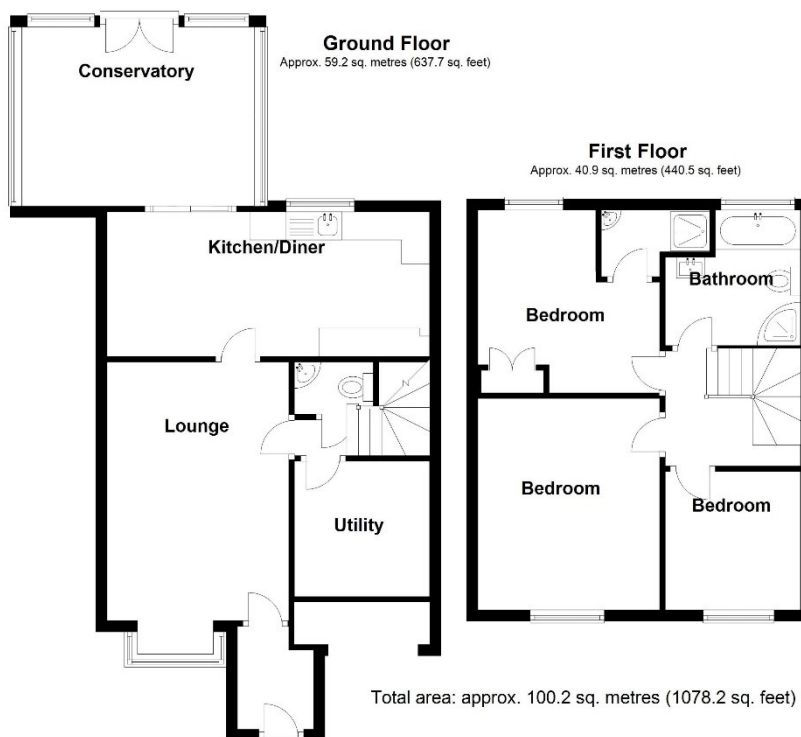 Ground Floor
Approx. 59.2 sq. metres (637.7 sq. feet)
Conservatory
Kitchen/Diner
Lounge
Utility
First Floor
Approx. 40.9 sq. metres (440.5 sq. feet)
Bathroom
Bedroom
Bedroom
Bedroom
Total area: approx. 100.2 sq. metres (1078.2 sq. feet)